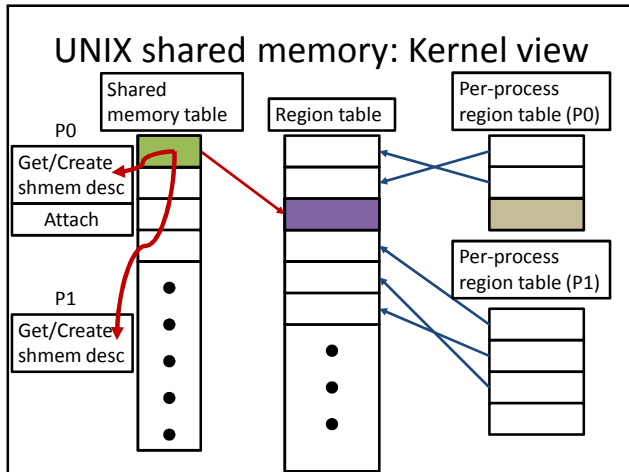 UNIX shared memory: Kernel view
Shared
memory table
Region table
Per-process
region table (P0)
P0
Get/Create
shmem desc
Attach
P1
Get/Create
shmem desc
Per-process
region table (P1)